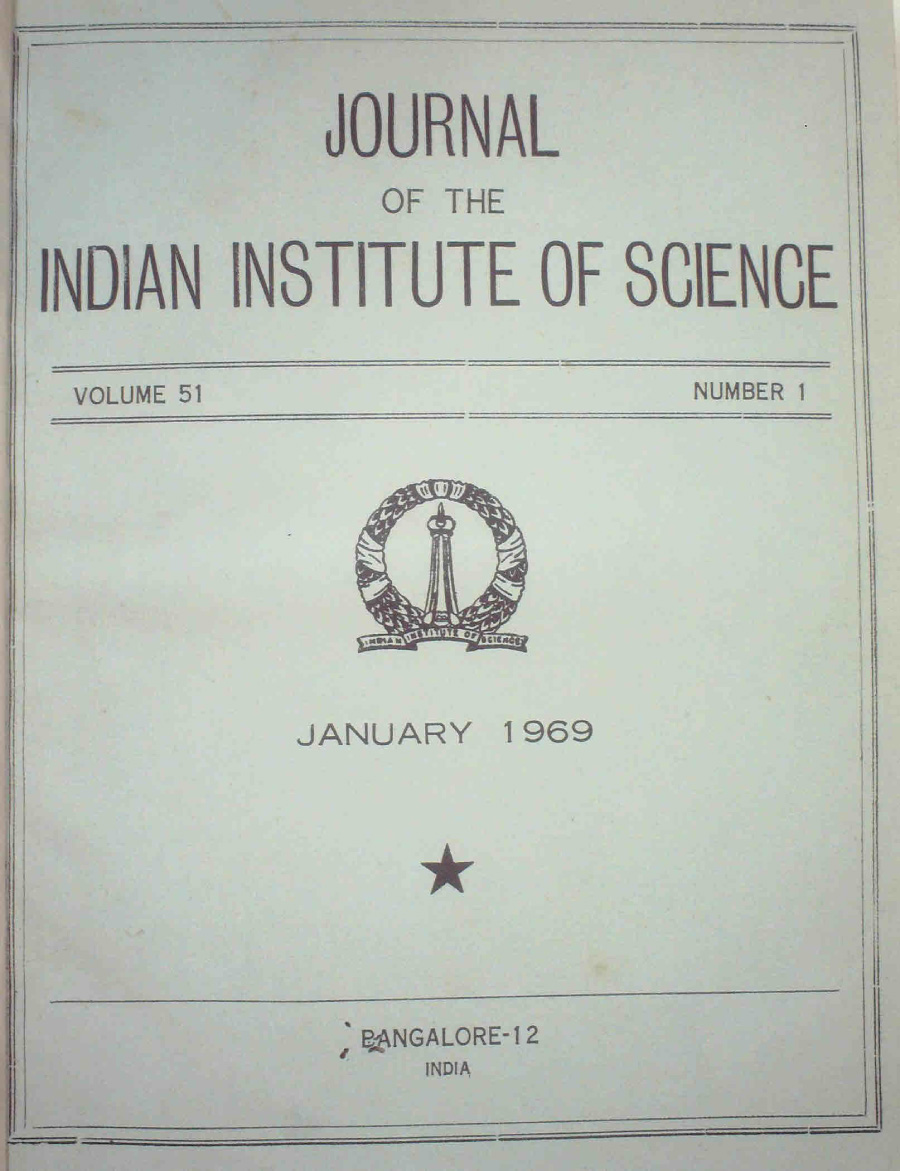 JOURNAL
OF THE
INDIAN INSTITUTE OF SCIENCE
VOLUME 51
NUMBER 1
INDIAN INSTITUTE OF SCIENCE
JANUARY 1969
BANGALORE-12
INDIA